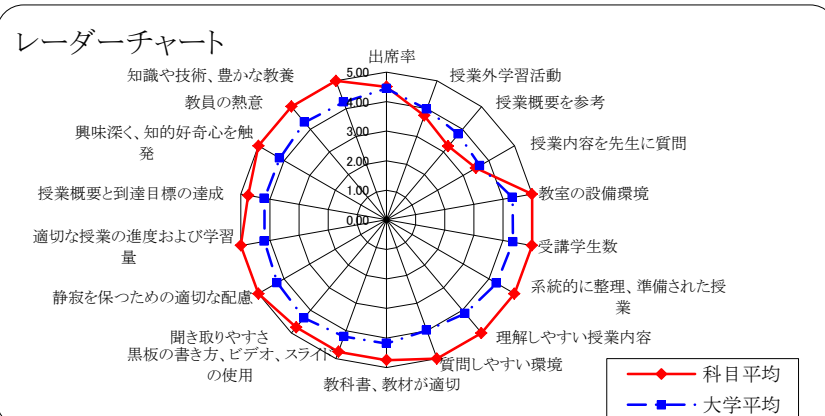 レーダーチャート
出席率
授業外学習活動
授業概要を参考
授業内容を先生に質問
教室の設備環境
受講学生数
系統的に整理、準備された授
業
理解しやすい授業内容
質問しやすい環境
教科書、教材が適切
黒板の書き方、ビデオ、スライド
の使用
聞き取りやすさ
静寂を保つための適切な配慮
適切な授業の進度および学習
量
授業概要と到達目標の達成
興味深く、知的好奇心を触
発
教員の熱意
知識や技術、豊かな教養
5.00
4.00
3.00
2.00
1.00
0.00
科目平均
大学平均